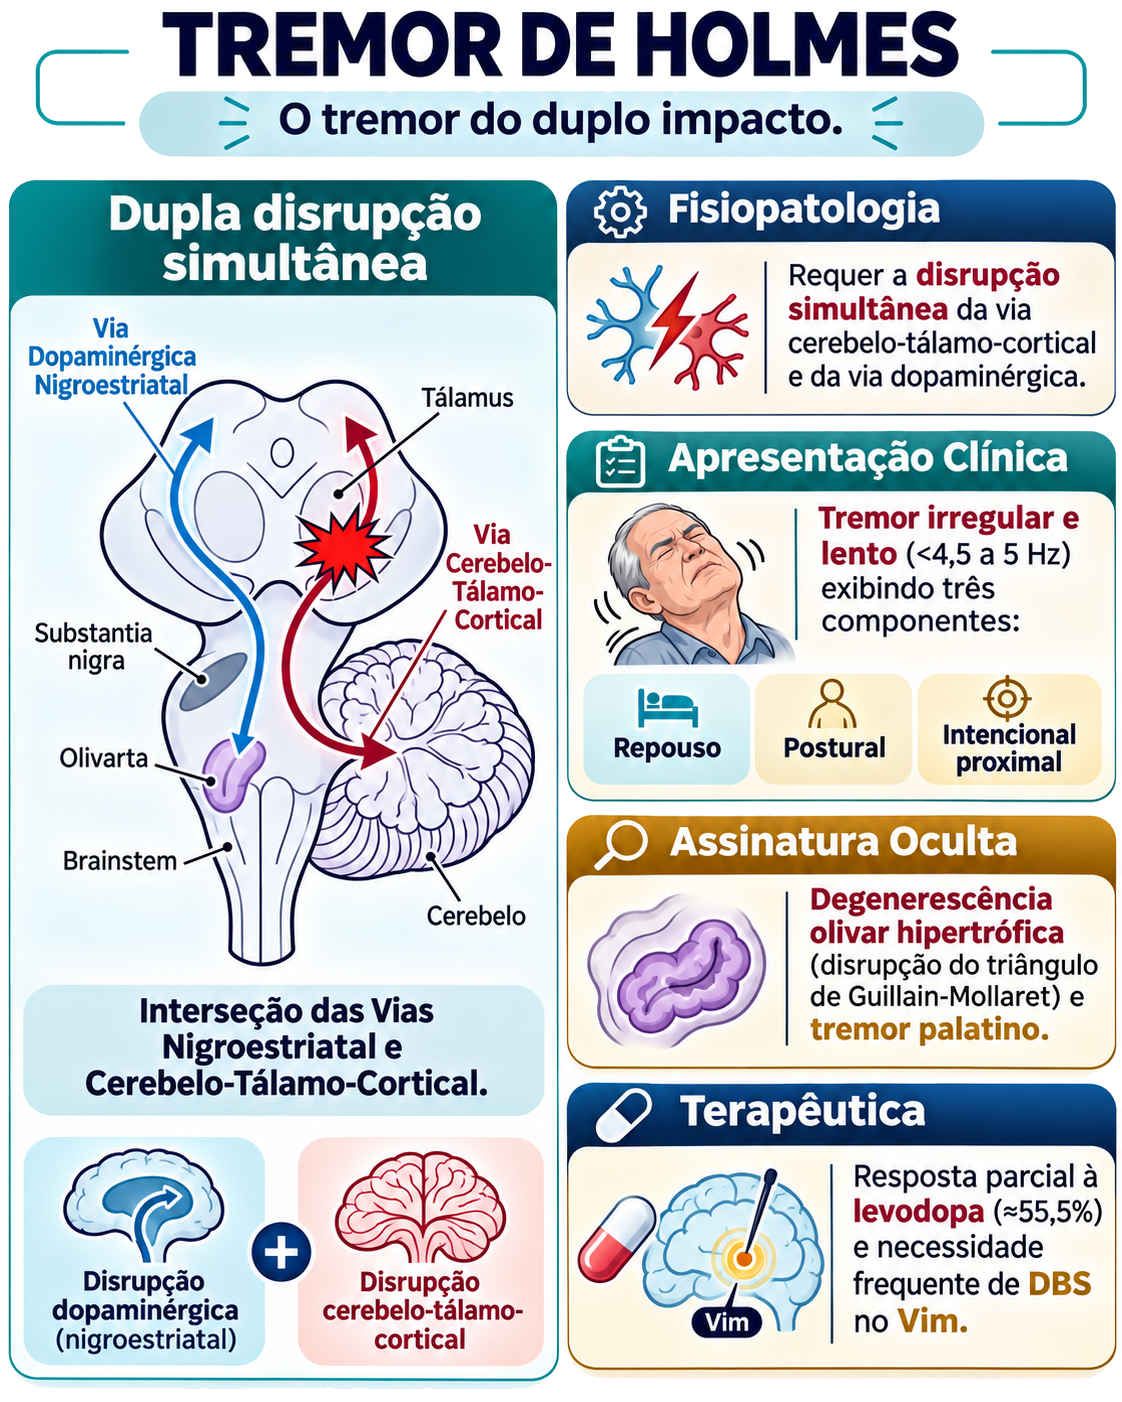 TREMOR DE HOLMES
O tremor do duplo impacto.
Dupla disrupção
simultânea
Via
Dopaminérgica
Nigroestriatal
Tálamus
Via
Cerebelo-
Tálamo-
Cortical
Substantia
nigra
Olivarta
Brainstem
Cerebelo
Interseção das Vias
Nigroestriatal e
Cerebelo-Tálamo-Cortical.
Disrupção
dopaminérgica
(nigroestriatal)
+
Disrupção
cerebelo-tálamo-
cortical
Fisiopatologia
Requer a disrupção
simultânea da via
cerebelo-tálamo-cortical
e da via dopaminérgica.
Apresentação Clínica
Tremor irregular e
lento (<4,5 a 5 Hz)
exibindo três
componentes:
Repouso
Postural
Intencional
proximal
Assinatura Oculta
Degenerescência
olivar hipertrófica
(disrupção do triângulo
de Guillain-Mollaret) e
tremor palatino.
Terapêutica
Vim
Resposta parcial à
levodopa (≈55,5%)
e necessidade
frequente de DBS
no Vim.